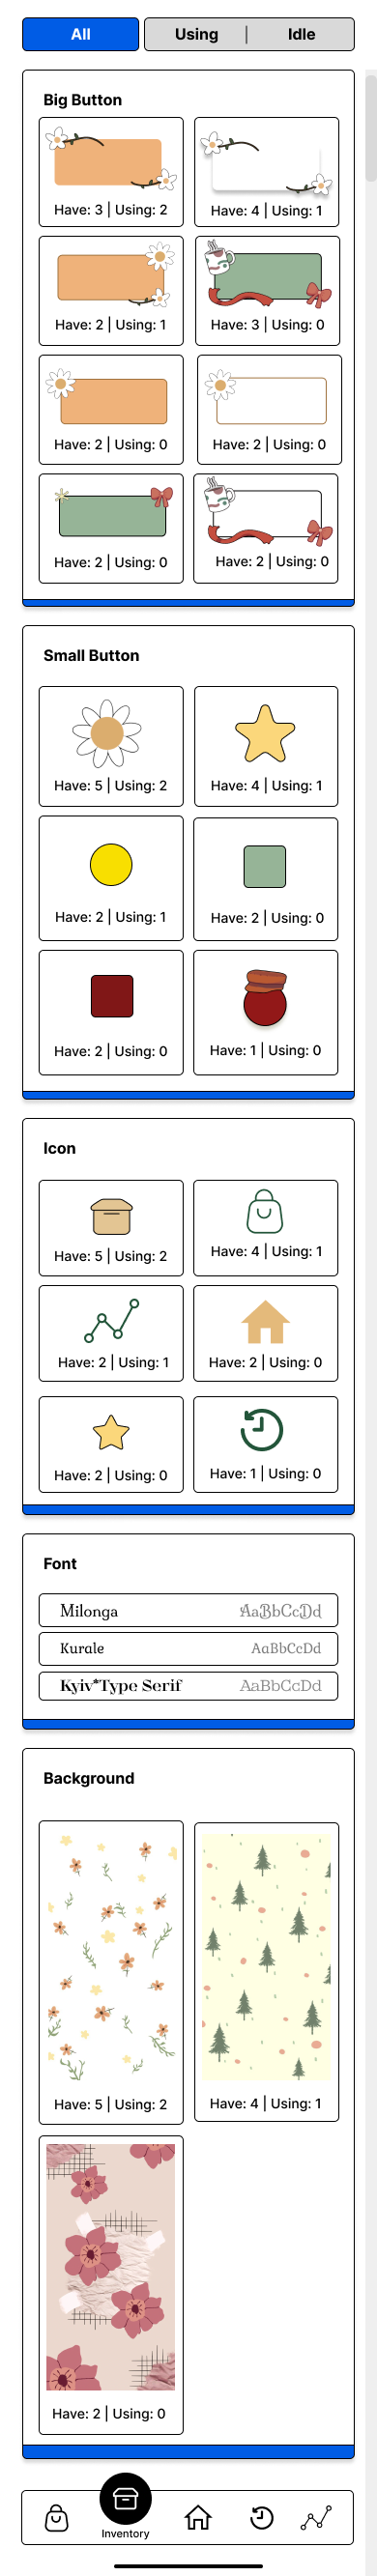 All
Using | Idle
Big Button
Have: 3 | Using: 2
Have: 4 | Using: 1
Have: 2 | Using: 1
Have: 3 | Using: 0
Have: 2 | Using: 0
Have: 2 | Using: 0
Have: 2 | Using: 0
Have: 2 | Using: 0
Small Button
Have: 5 | Using: 2
Have: 4 | Using: 1
Have: 2 | Using: 1
Have: 2 | Using: 0
Have: 2 | Using: 0
Have: 1 | Using: 0
Icon
Have: 5 | Using: 2
Have: 4 | Using: 1
Have: 2 | Using: 1
Have: 2 | Using: 0
Have: 2 | Using: 0
Have: 1 | Using: 0
Font
Milonga AaBbCcDd
Kurale AaBbCcDd
Kyiv*Type Serif AaBbCcDd
Background
Have: 5 | Using: 2
Have: 4 | Using: 1
Have: 2 | Using: 0
Inventory